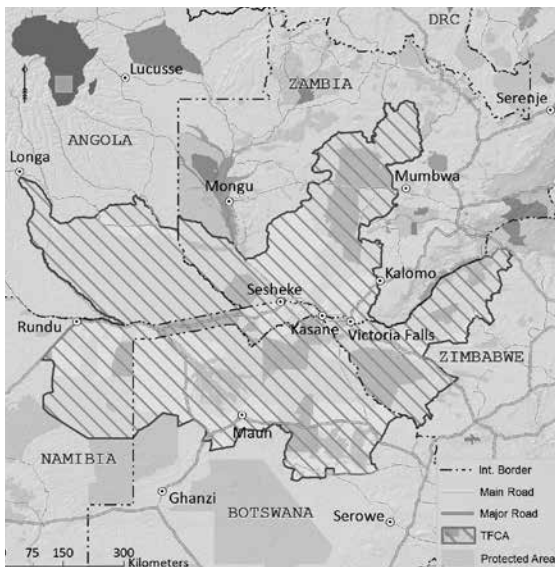 DRC
Lucusse
ZAMBIA
Serenje
ANGOLA
Longa
Mongu
Mumbwa
Sesheke
Kalomo
Rundu
Kasane
Victoria Falls
ZIMBABWE
Maun
NAMIBIA
Int. Border
Main Road
Ghanzi
Major Road
BOTSWANA
Serowe
TFCA
75 150 300
Kilometers
Protected Area